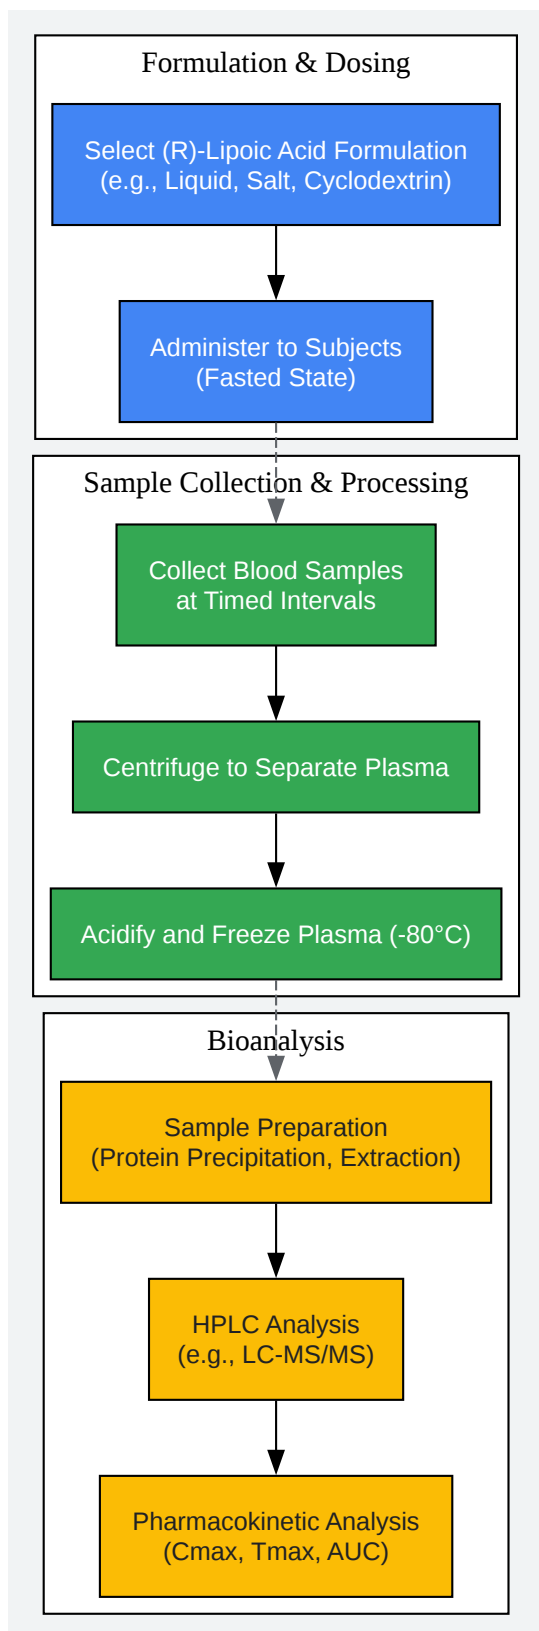 Formulation & Dosing
Select (R)-Lipoic Acid Formulation
(e.g., Liquid, Salt, Cyclodextrin)
Administer to Subjects
(Fasted State)
Sample Collection & Processing
Collect Blood Samples
at Timed Intervals
Centrifuge to Separate Plasma
Acidify and Freeze Plasma (-80°C)
Bioanalysis
Sample Preparation
(Protein Precipitation, Extraction)
HPLC Analysis
(e.g., LC-MS/MS)
Pharmacokinetic Analysis
(Cmax, Tmax, AUC)